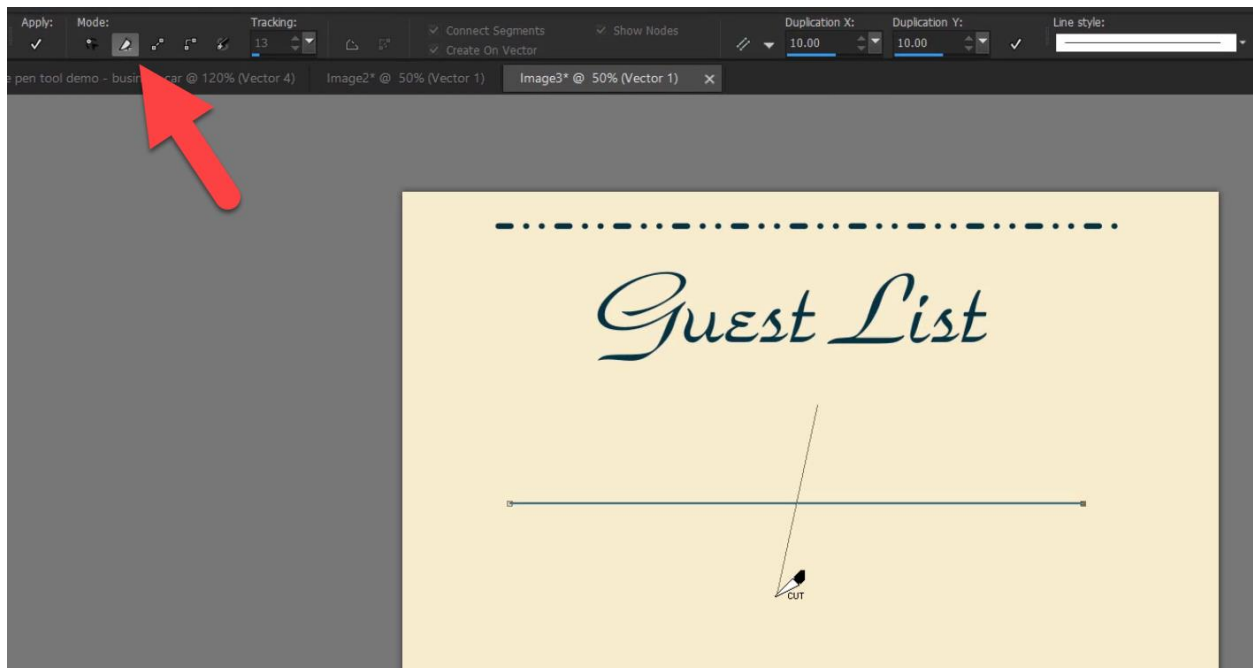 Apply: Mode: Tracking: Duplication X: Duplication Y: Line style:
13 Connect Segments Show Nodes 10.00 10.00
Create On Vector
e pen tool demo - business car @ 120% (Vector 4) Image2* @ 50% (Vector 1) Image3* @ 50% (Vector 1) X
Guest List
CUT